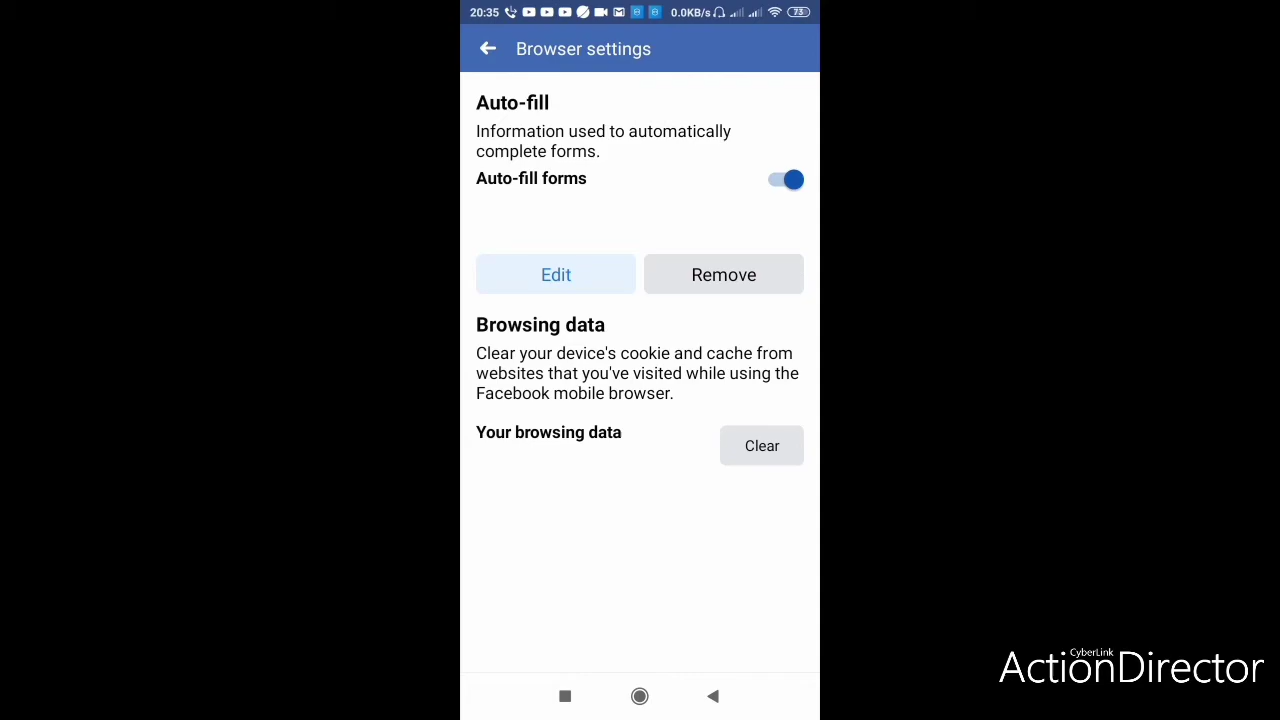 20:35 0.0KB/s 73
Browser settings
Auto-fill
Information used to automatically
complete forms.
Auto-fill forms
Edit Remove
Browsing data
Clear your device's cookie and cache from
websites that you've visited while using the
Facebook mobile browser.
Your browsing data
Clear
CyberLink
ActionDirector